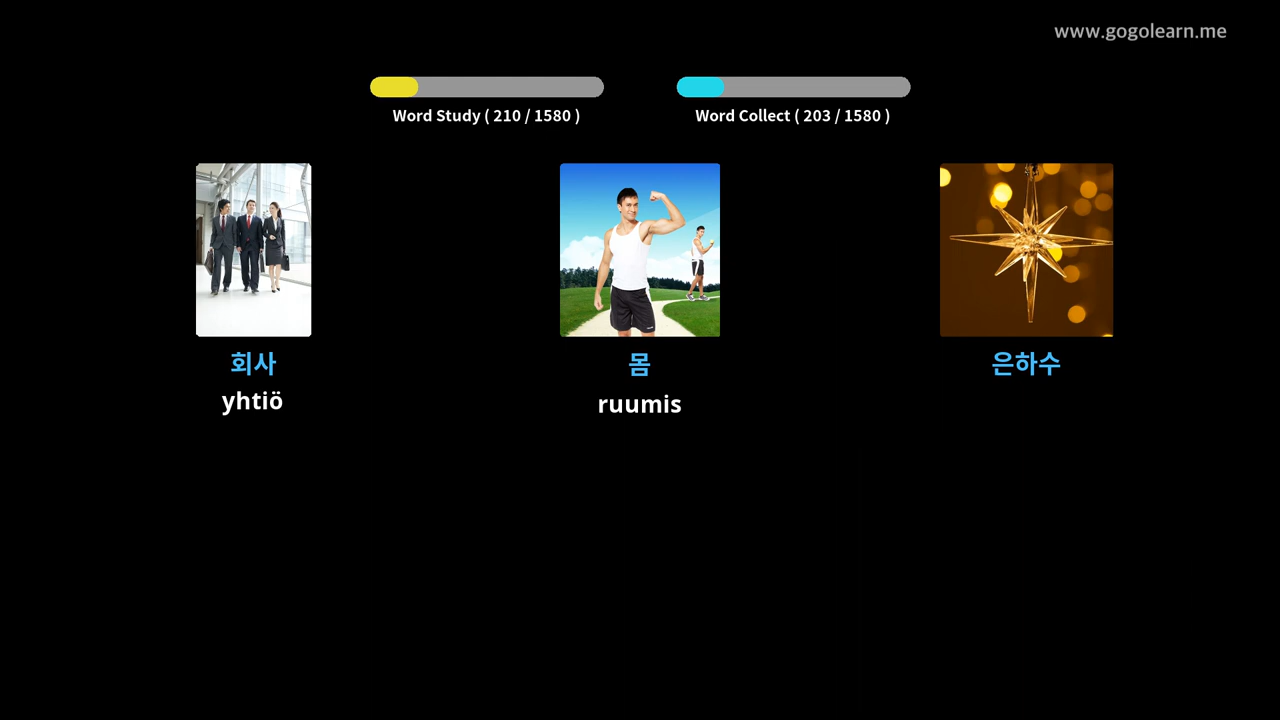 www.gogolearn.me
Word Study ( 210 / 1580 )
Word Collect ( 203 / 1580 )
회사
yhtiö
몸
ruumis
은하수